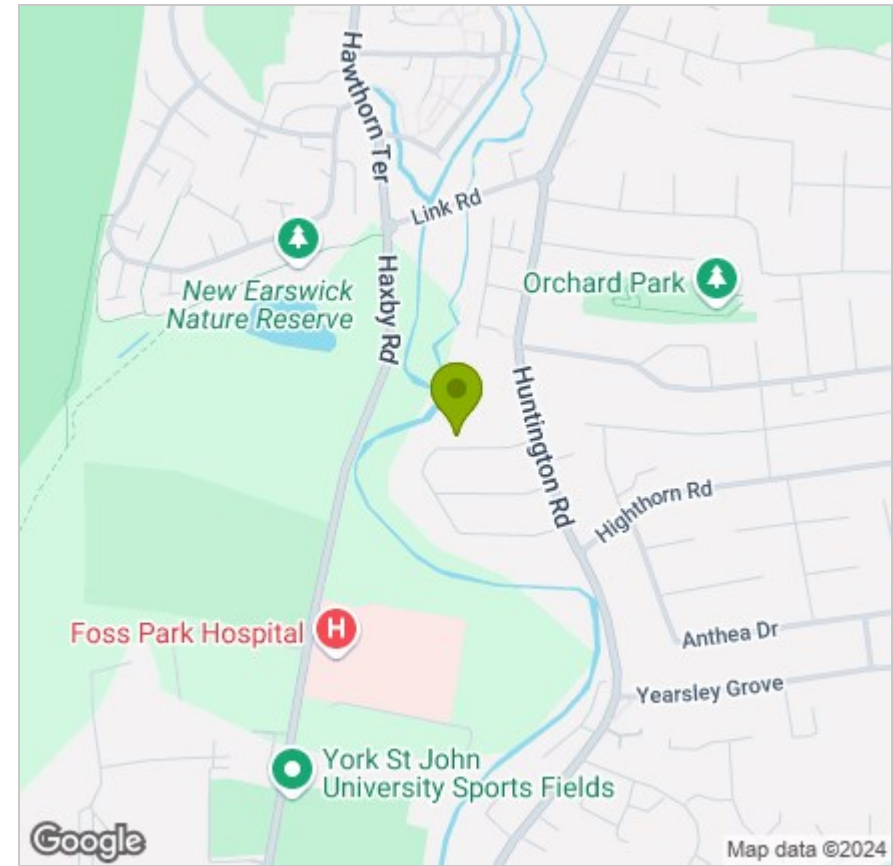 Hawthorn Ter
Link Rd
New Earswick
Nature Reserve
Haxby Rd
Orchard Park
Huntington Rd
Highthorn Rd
Foss Park Hospital
H
Anthea Dr
Yearsley Grove
York St John
University Sports Fields
Google
Map data ©2024